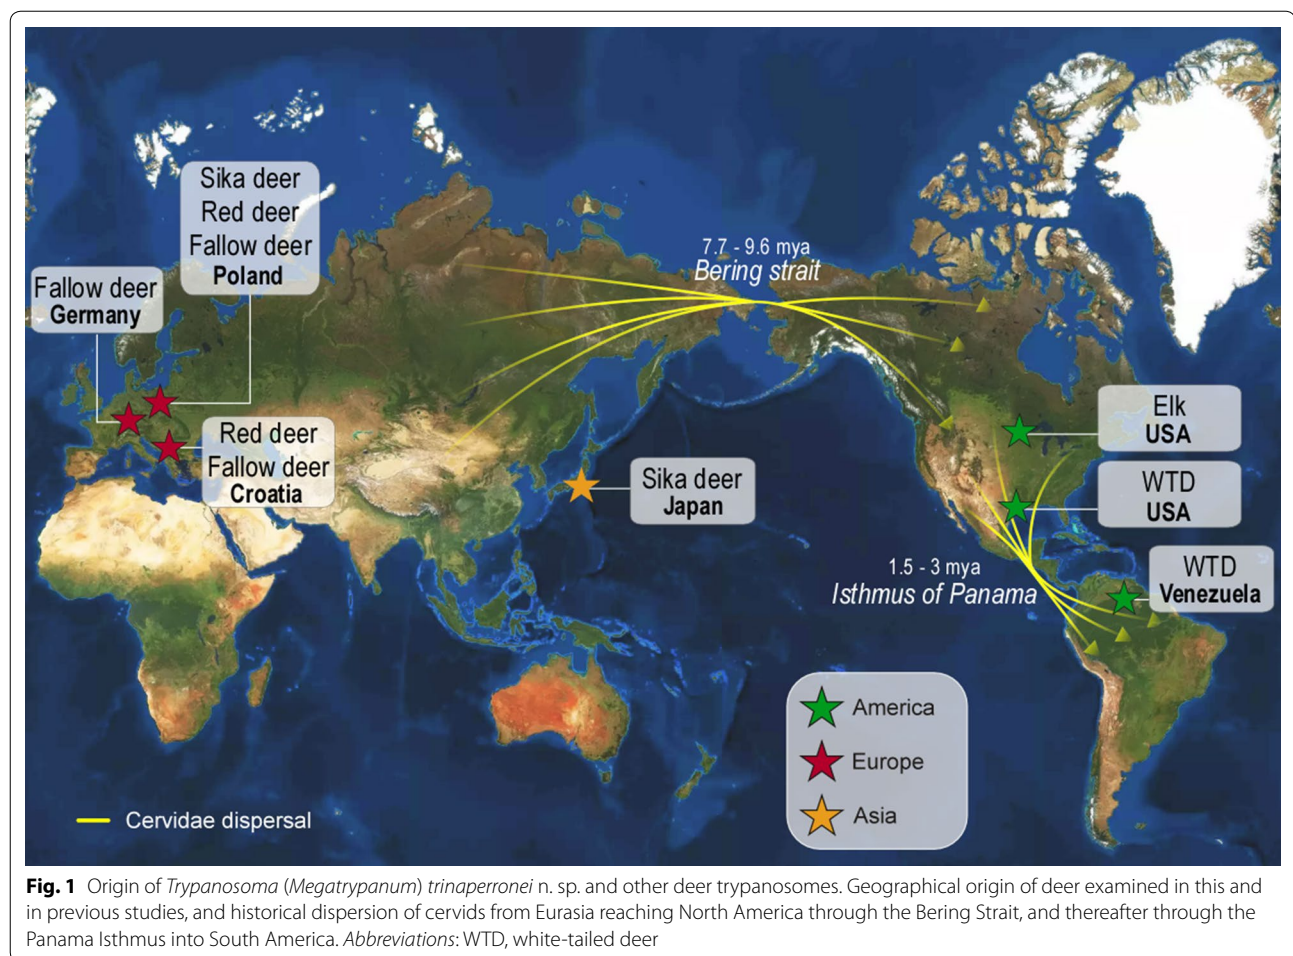 Sika deer
Red deer
Fallow deer
Poland
Fallow deer
Germany
Red deer
Fallow deer
Croatia
7.7 - 9.6 mya
Bering strait
Sika deer
Japan
Elk
USA
WTD
USA
WTD
Venezuela
1.5 - 3 mya
Isthmus of Panama
America
Europe
Asia
Cervidae dispersal
Fig. 1 Origin of Trypanosoma (Megatrypanum) trinaperronei n. sp. and other deer trypanosomes. Geographical origin of deer examined in this and
in previous studies, and historical dispersion of cervids from Eurasia reaching North America through the Bering Strait, and thereafter through the
Panama Isthmus into South America. Abbreviations: WTD, white-tailed deer